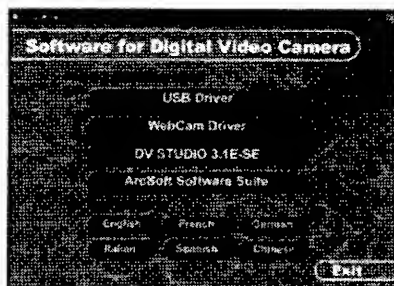 Software for Digital Video Camera
USB Driver
WebCam Driver
DV STUDIO 3.1E-SE
ArcSoft Software Suite
English French German
Italian Spanish Chinese
Exit